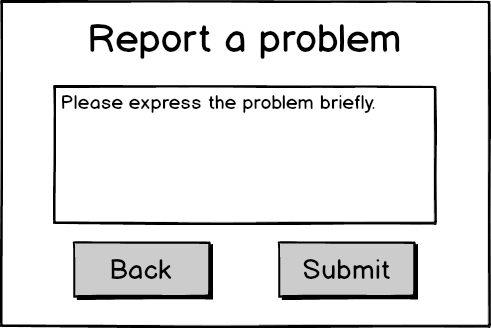 Report a problem
Please express the problem briefly.
Back
Submit